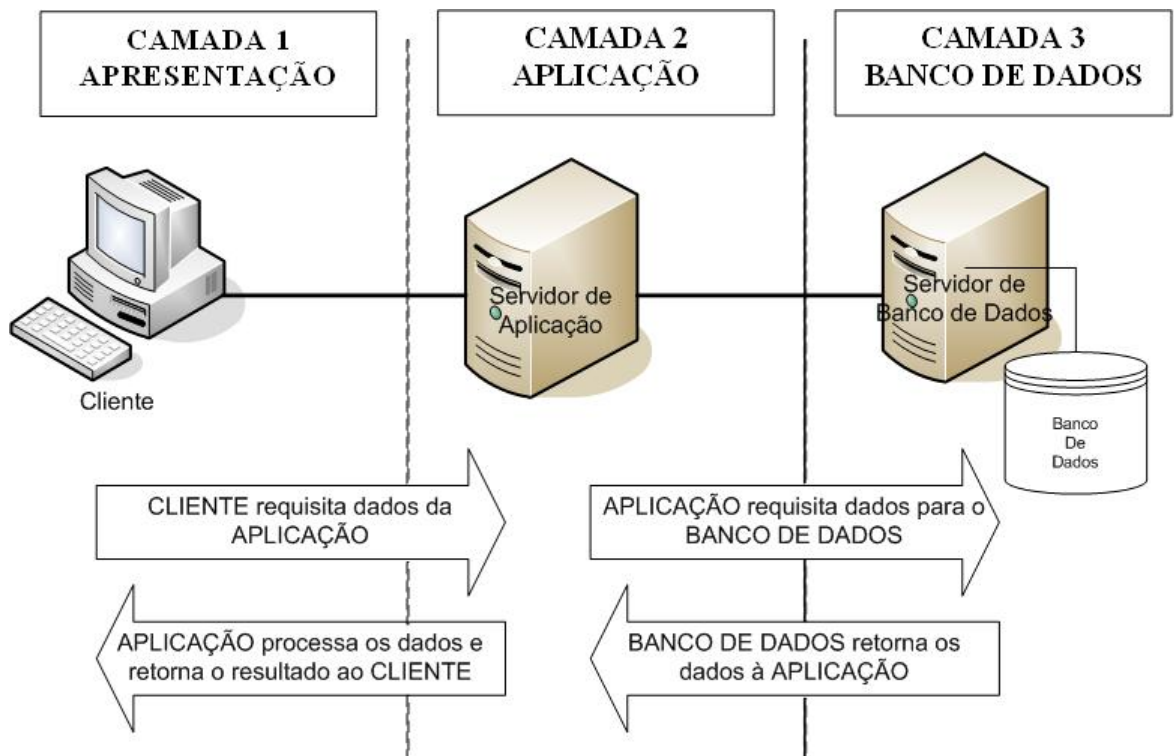 CAMADA 1
APRESENTAÇÃO
CAMADA 2
APLICAÇÃO
CAMADA 3
BANCO DE DADOS
Cliente
Servidor de
Aplicação
Servidor de
Banco de Dados
Banco
De
Dados
CLIENTE requisita dados da
APLICAÇÃO
APLICAÇÃO requisita dados para o
BANCO DE DADOS
APLICAÇÃO processa os dados e
retorna o resultado ao CLIENTE
BANCO DE DADOS retorna os
dados à APLICAÇÃO